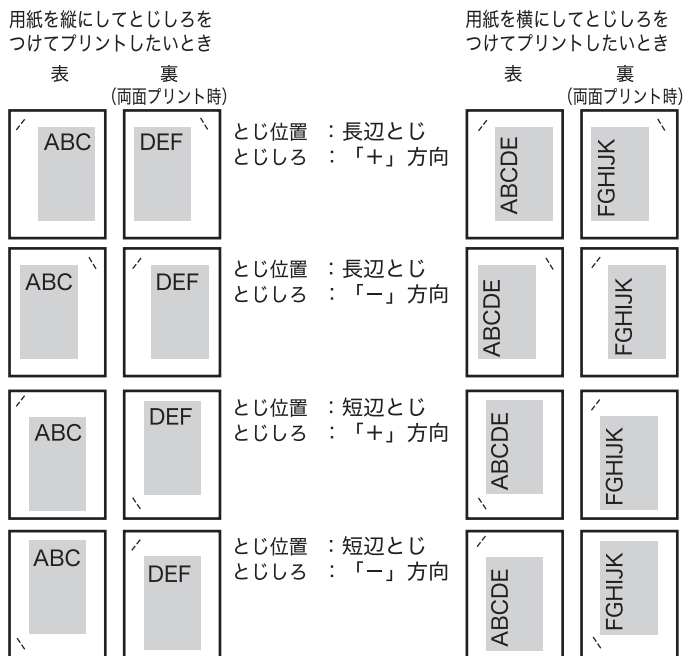 用紙を縦にしてとじしろを
つけてプリントしたいとき
表
裏
(両面プリント時)
用紙を横にしてとじしろを
つけてプリントしたいとき
表
裏
(両面プリント時)
ABC
DEF
とじ位置 ：長辺とじ
とじしろ ：「＋」方向
ABCDE
FGHIJK
ABC
DEF
とじ位置 ：長辺とじ
とじしろ ：「－」方向
ABCDE
FGHIJK
ABC
DEF
とじ位置 ：短辺とじ
とじしろ ：「＋」方向
ABCDE
FGHIJK
ABC
DEF
とじ位置 ：短辺とじ
とじしろ ：「－」方向
ABCDE
FGHIJK